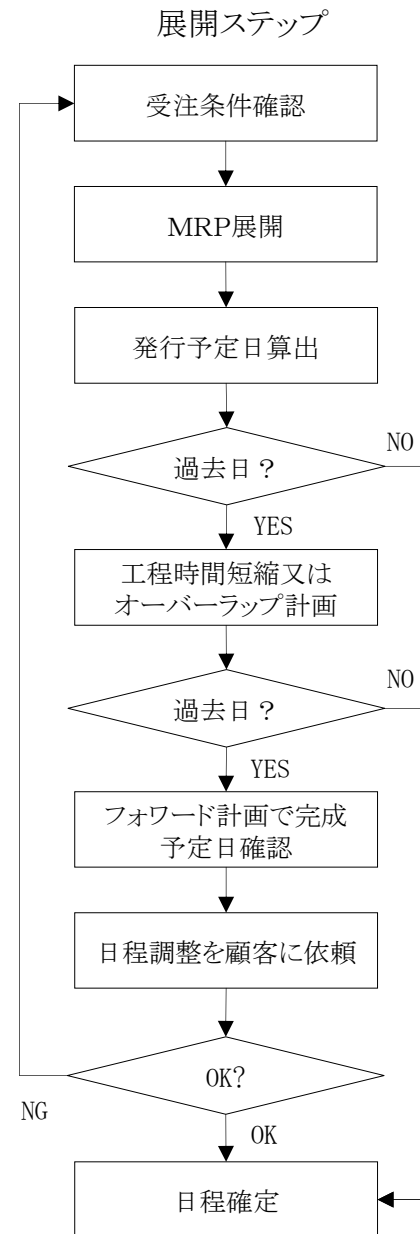 展開ステップ
受注条件確認
MRP展開
発行予定日算出
過去日？
NO
YES
工程時間短縮又は
オーバーラップ計画
過去日？
NO
YES
フォワード計画で完成
予定日確認
日程調整を顧客に依頼
OK?
NG
OK
日程確定